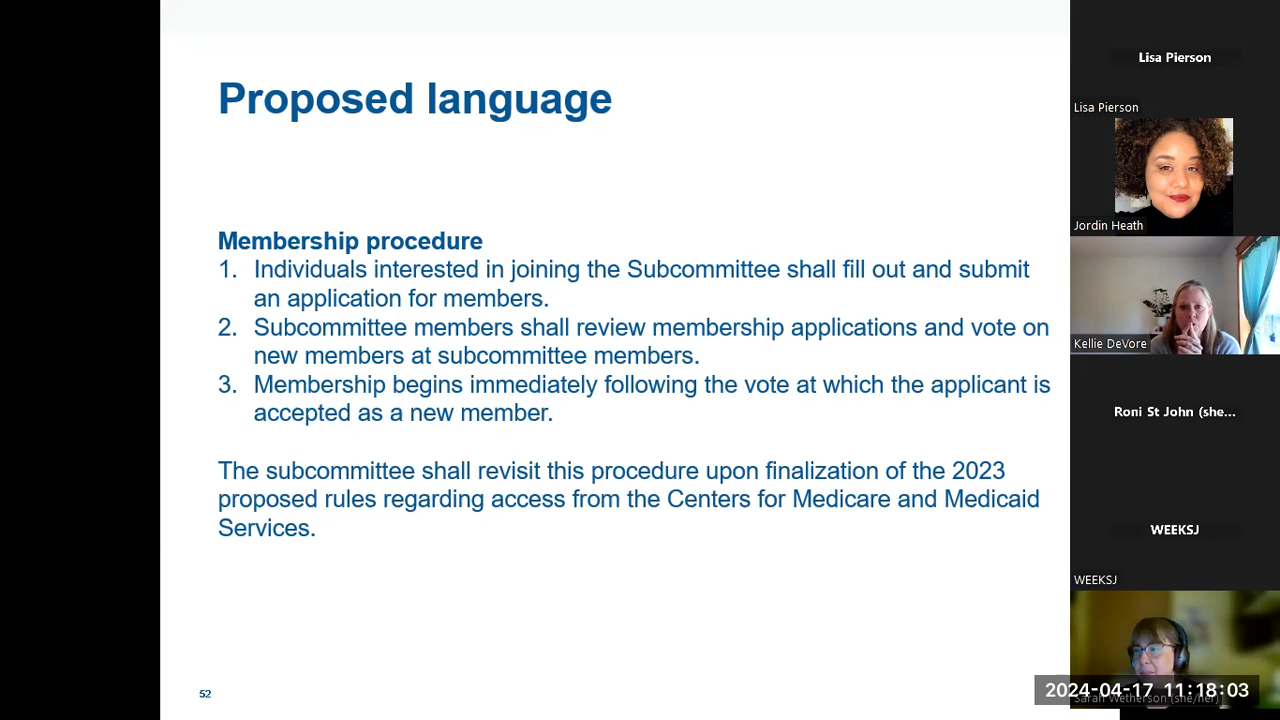 Proposed language
Membership procedure
1. Individuals interested in joining the Subcommittee shall fill out and submit
an application for members.
2. Subcommittee members shall review membership applications and vote on
new members at subcommittee members.
3. Membership begins immediately following the vote at which the applicant is
accepted as a new member.
The subcommittee shall revisit this procedure upon finalization of the 2023
proposed rules regarding access from the Centers for Medicare and Medicaid
Services.
52
Lisa Pierson
Lisa Pierson
Jordin Heath
Kellie DeVore
Roni St John (she...
WEEKSJ
WEEKSJ
2024-04-17 11:18:03
Sarah Wetherson (she/her)